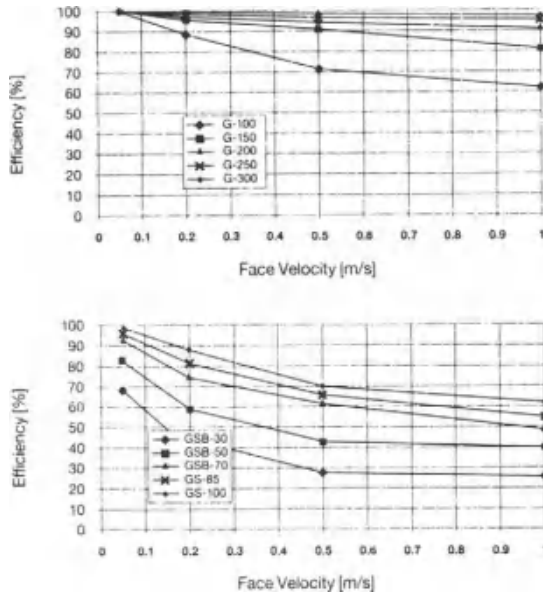 100
90
80
70
60
50
40
30
20
10
0
Efficiency [%]
G-100
G-150
G-200
G-250
G-300
0 0.1 0.2 0.3 0.4 0.5 0.6 0.7 0.8 0.9 1
Face Velocity [m/s]
100
90
80
70
60
50
40
30
20
10
0
Efficiency [%]
GSB-30
GSB-50
GSB-70
GS-85
GS-100
0 0.1 0.2 0.3 0.4 0.5 0.6 0.7 0.8 0.9 1
Face Velocity [m/s]